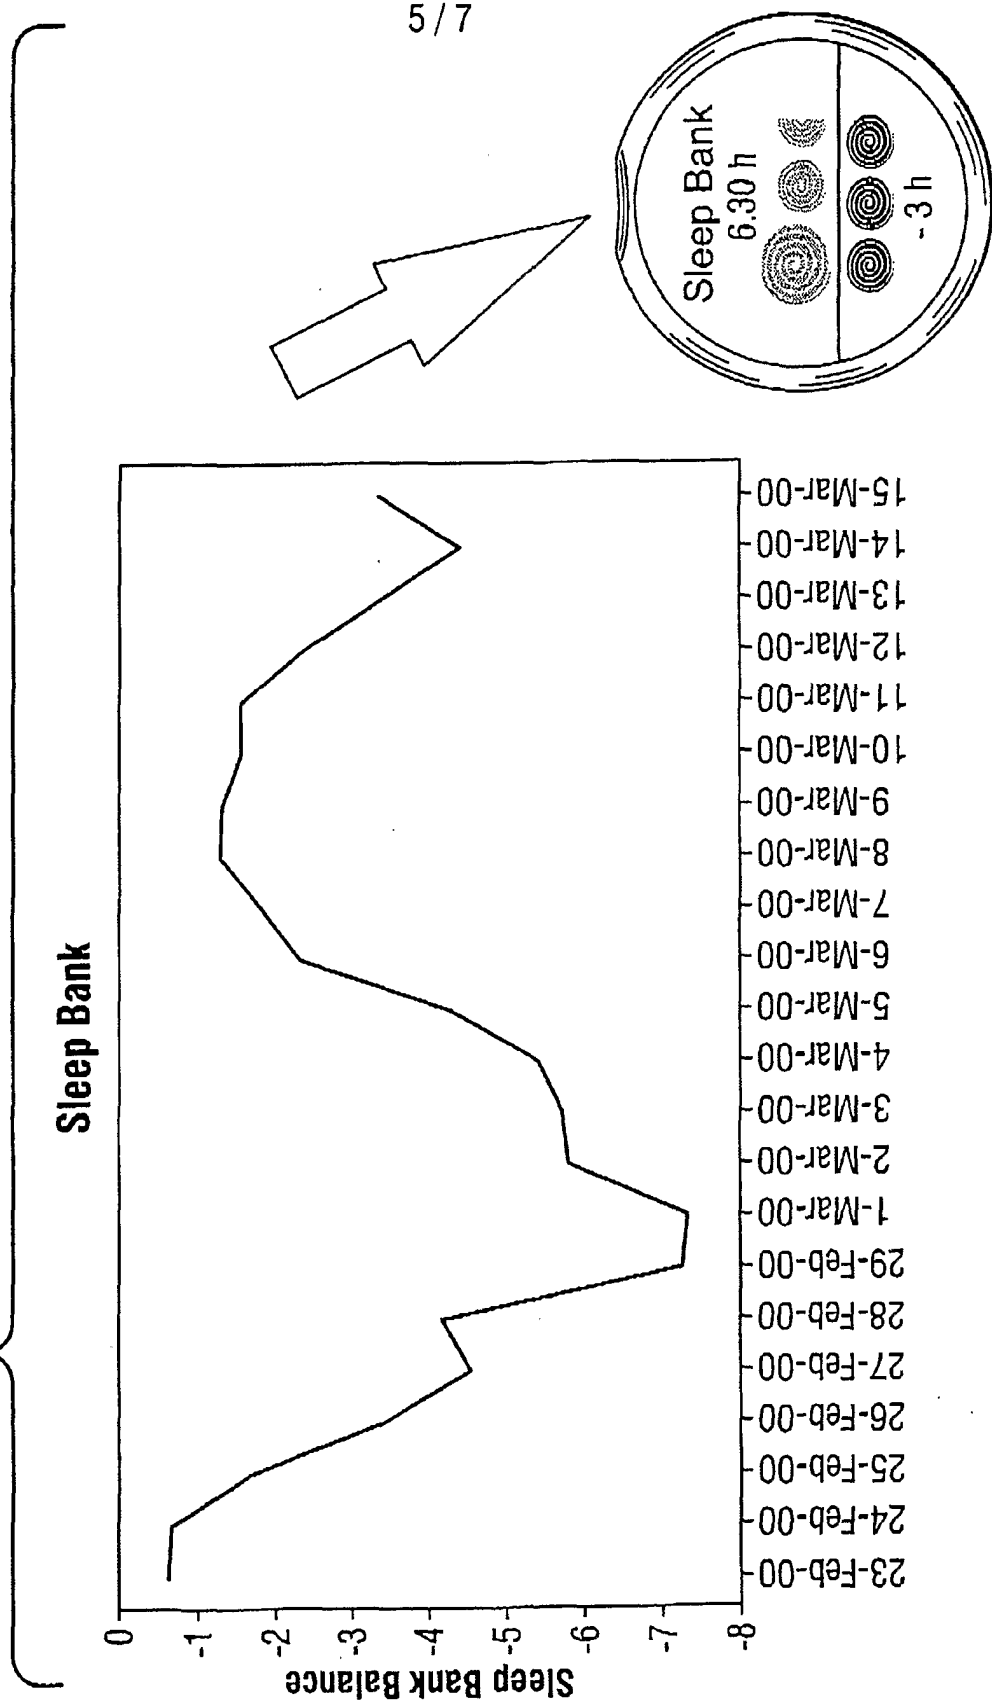 5/7
Sleep Bank
Sleep Bank Balance
0
-1
-2
-3
-4
-5
-6
-7
-8
23-Feb-00
24-Feb-00
25-Feb-00
26-Feb-00
27-Feb-00
28-Feb-00
29-Feb-00
1-Mar-00
2-Mar-00
3-Mar-00
4-Mar-00
5-Mar-00
6-Mar-00
7-Mar-00
8-Mar-00
9-Mar-00
10-Mar-00
11-Mar-00
12-Mar-00
13-Mar-00
14-Mar-00
15-Mar-00
Sleep Bank
6.30 h
- 3 h